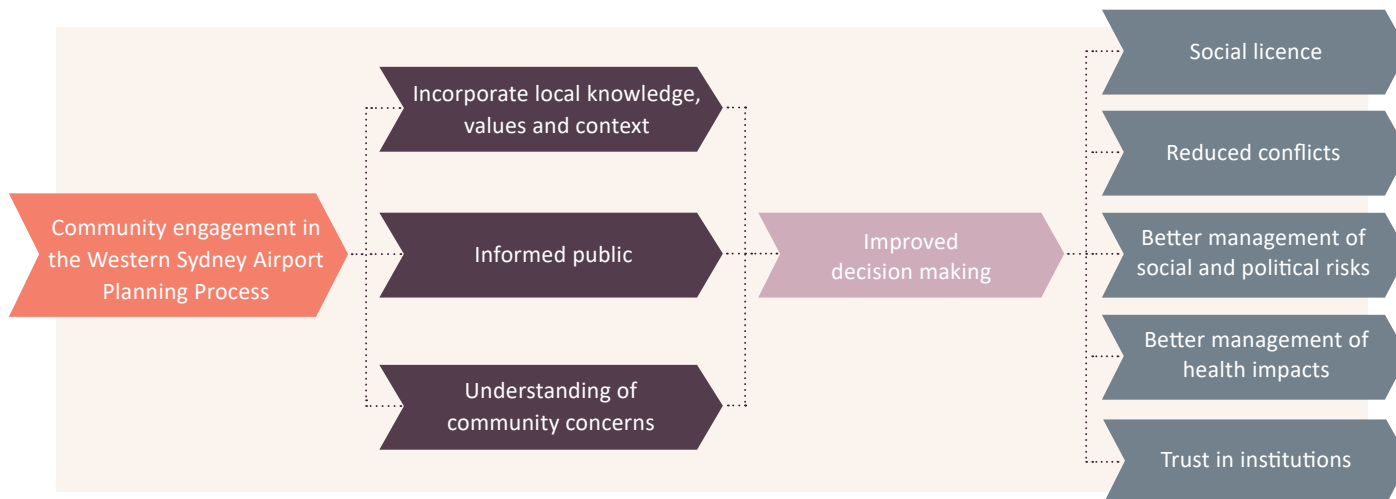 Community engagement in
the Western Sydney Airport
Planning Process
Incorporate local knowledge,
values and context
Informed public
Understanding of
community concerns
Improved
decision making
Social licence
Reduced conflicts
Better management of
social and political risks
Better management of
health impacts
Trust in institutions